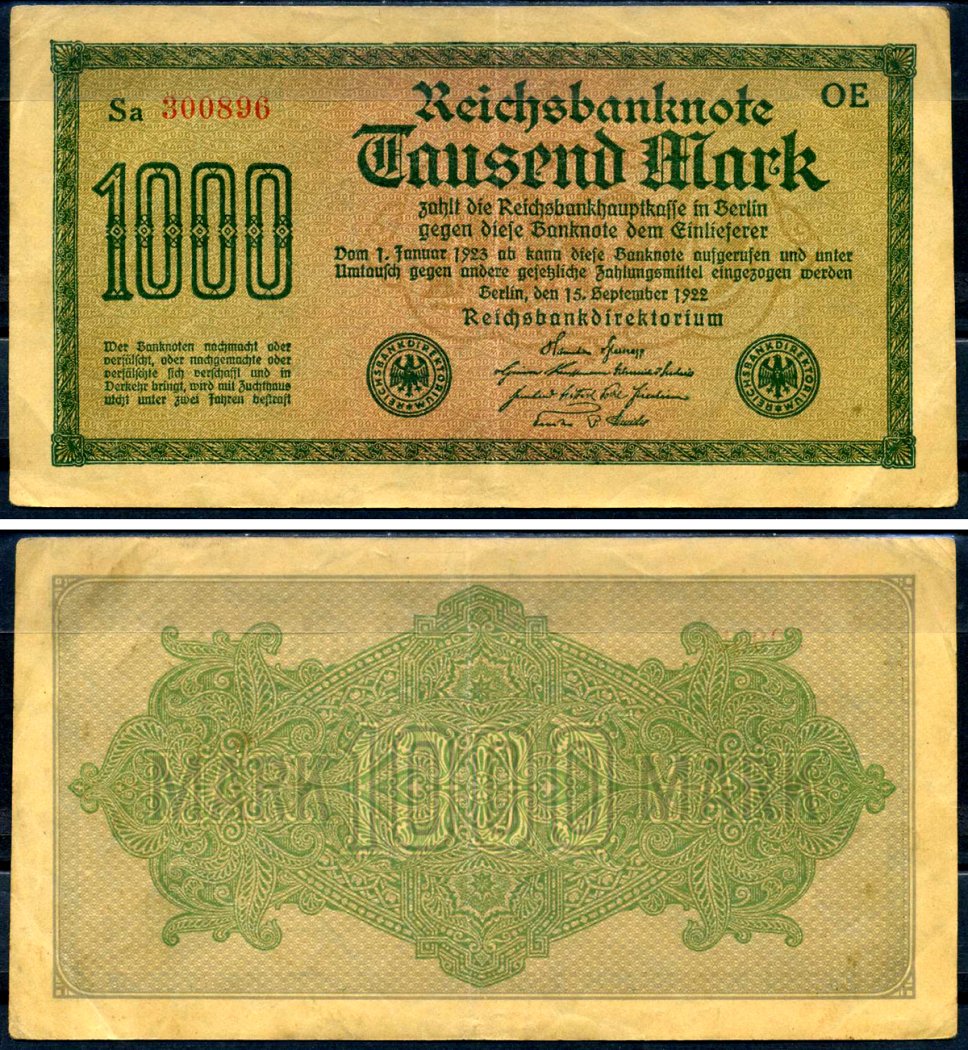 Sa 300896
OE
Reichsbanknote
Tausend Mark
zahlt die Reichsbankhauptkasse in Berlin
gegen diese Banknote dem Einlieferer
Vom 1. Januar 1923 ab kann diese Banknote aufgerufen und unter
Umtausch gegen andere gesetzliche Zahlungsmittel eingezogen werden
Berlin, den 15. September 1922
Reichsbankdirektorium
1000
Wer Banknoten nachmacht oder
verfälscht, oder nachgemachte oder
verfälschte sich verschafft und in
Verkehr bringt, wird mit Zuchthaus
nicht unter zwei Jahren bestraft
REICHSBANKDIREKTORIUM
REICHSBANKDIREKTORIUM
MARK 1000 MARK